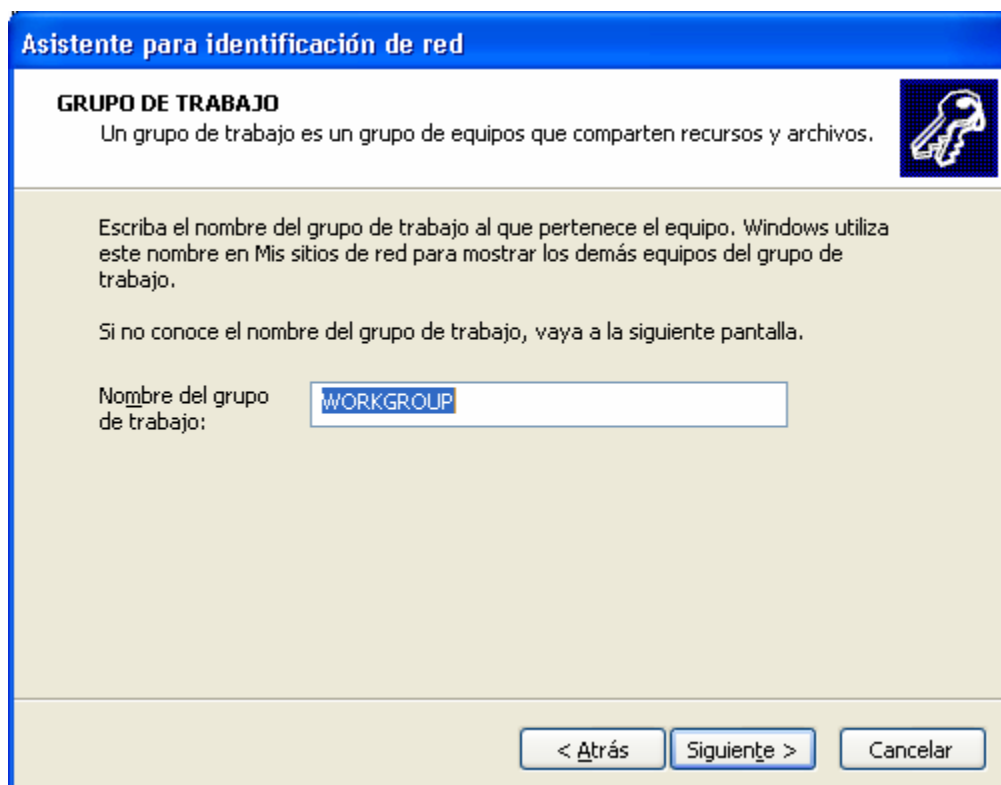 Asistente para identificación de red
GRUPO DE TRABAJO
Un grupo de trabajo es un grupo de equipos que comparten recursos y archivos.
Escriba el nombre del grupo de trabajo al que pertenece el equipo. Windows utiliza
este nombre en Mis sitios de red para mostrar los demás equipos del grupo de
trabajo.
Si no conoce el nombre del grupo de trabajo, vaya a la siguiente pantalla.
Nombre del grupo
de trabajo:
WORKGROUP
< Atrás
Siguiente >
Cancelar